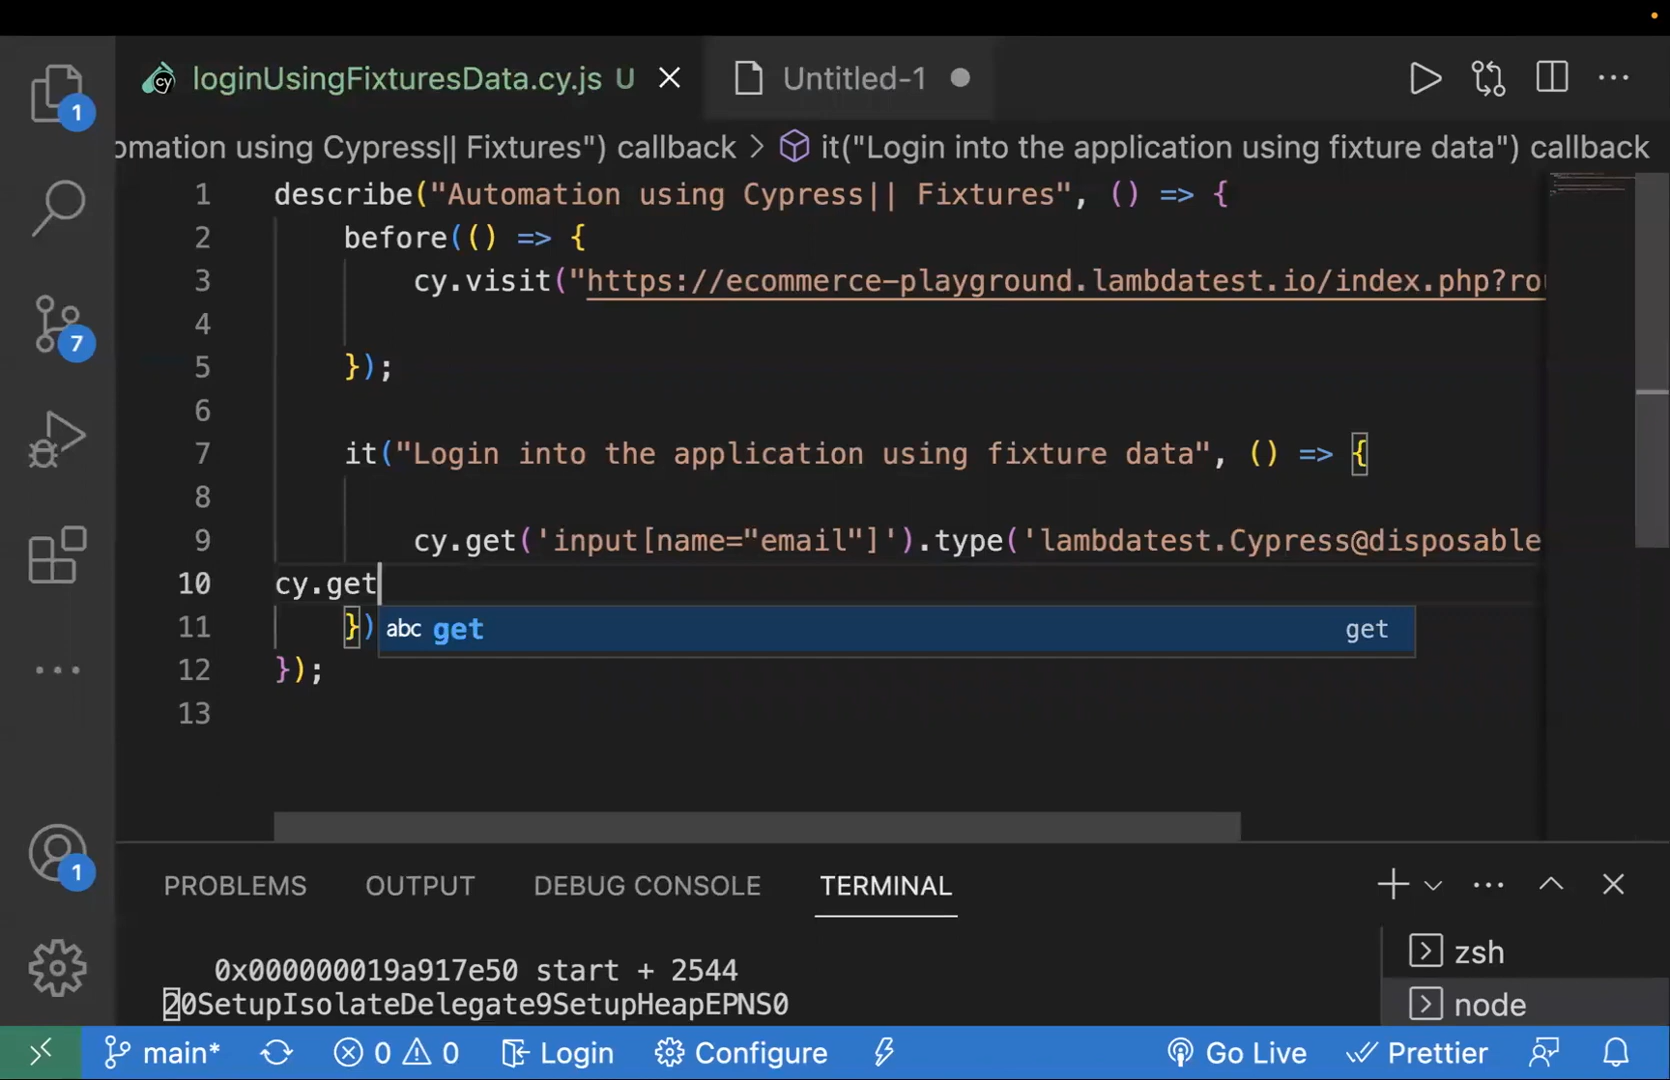 loginUsingFixturesData.cy.js U
Untitled-1
1
omation using Cypress|| Fixtures") callback > it("Login into the application using fixture data") callback
1 describe("Automation using Cypress|| Fixtures", () => {
2 before(() => {
3 cy.visit("https://ecommerce-playground.lambdatest.io/index.php?rou
4
5 });
6
7 it("Login into the application using fixture data", () => {
8
9 cy.get('input[name="email"]').type('lambdatest.Cypress@disposable
10 cy.get
11 })
abc get get
12 });
13
7
1
PROBLEMS OUTPUT DEBUG CONSOLE TERMINAL
0x000000019a917e50 start + 2544
20SetupIsolateDelegate9SetupHeapEPNS0
zsh
node
main* 0 0 Login Configure Go Live Prettier